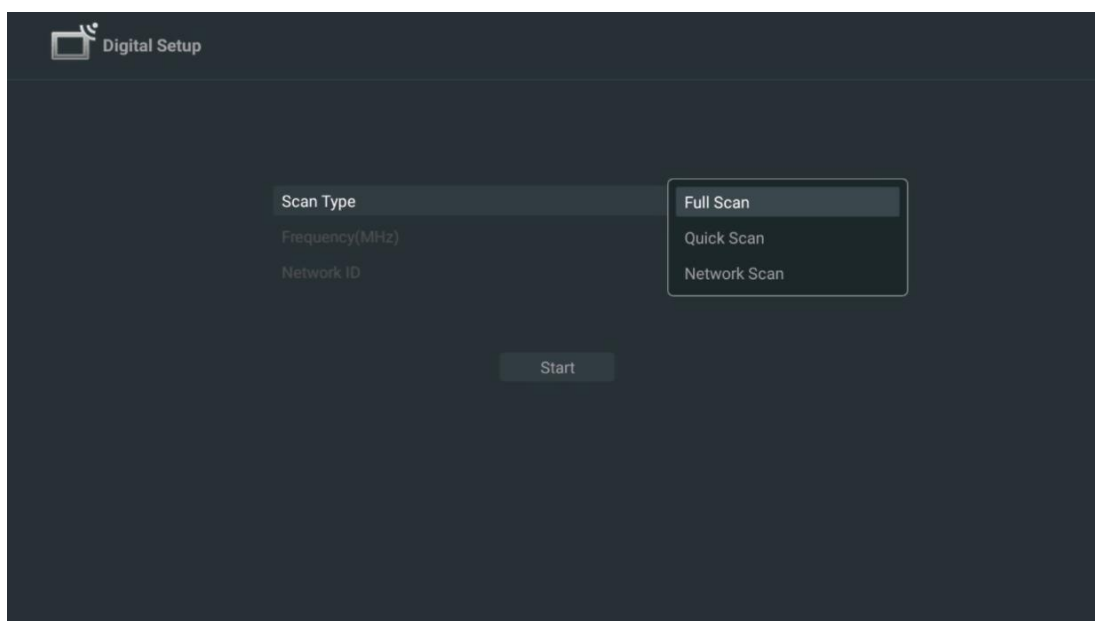 Digital Setup
Scan Type
Full Scan
Frequency(MHz)
Quick Scan
Network ID
Network Scan
Start